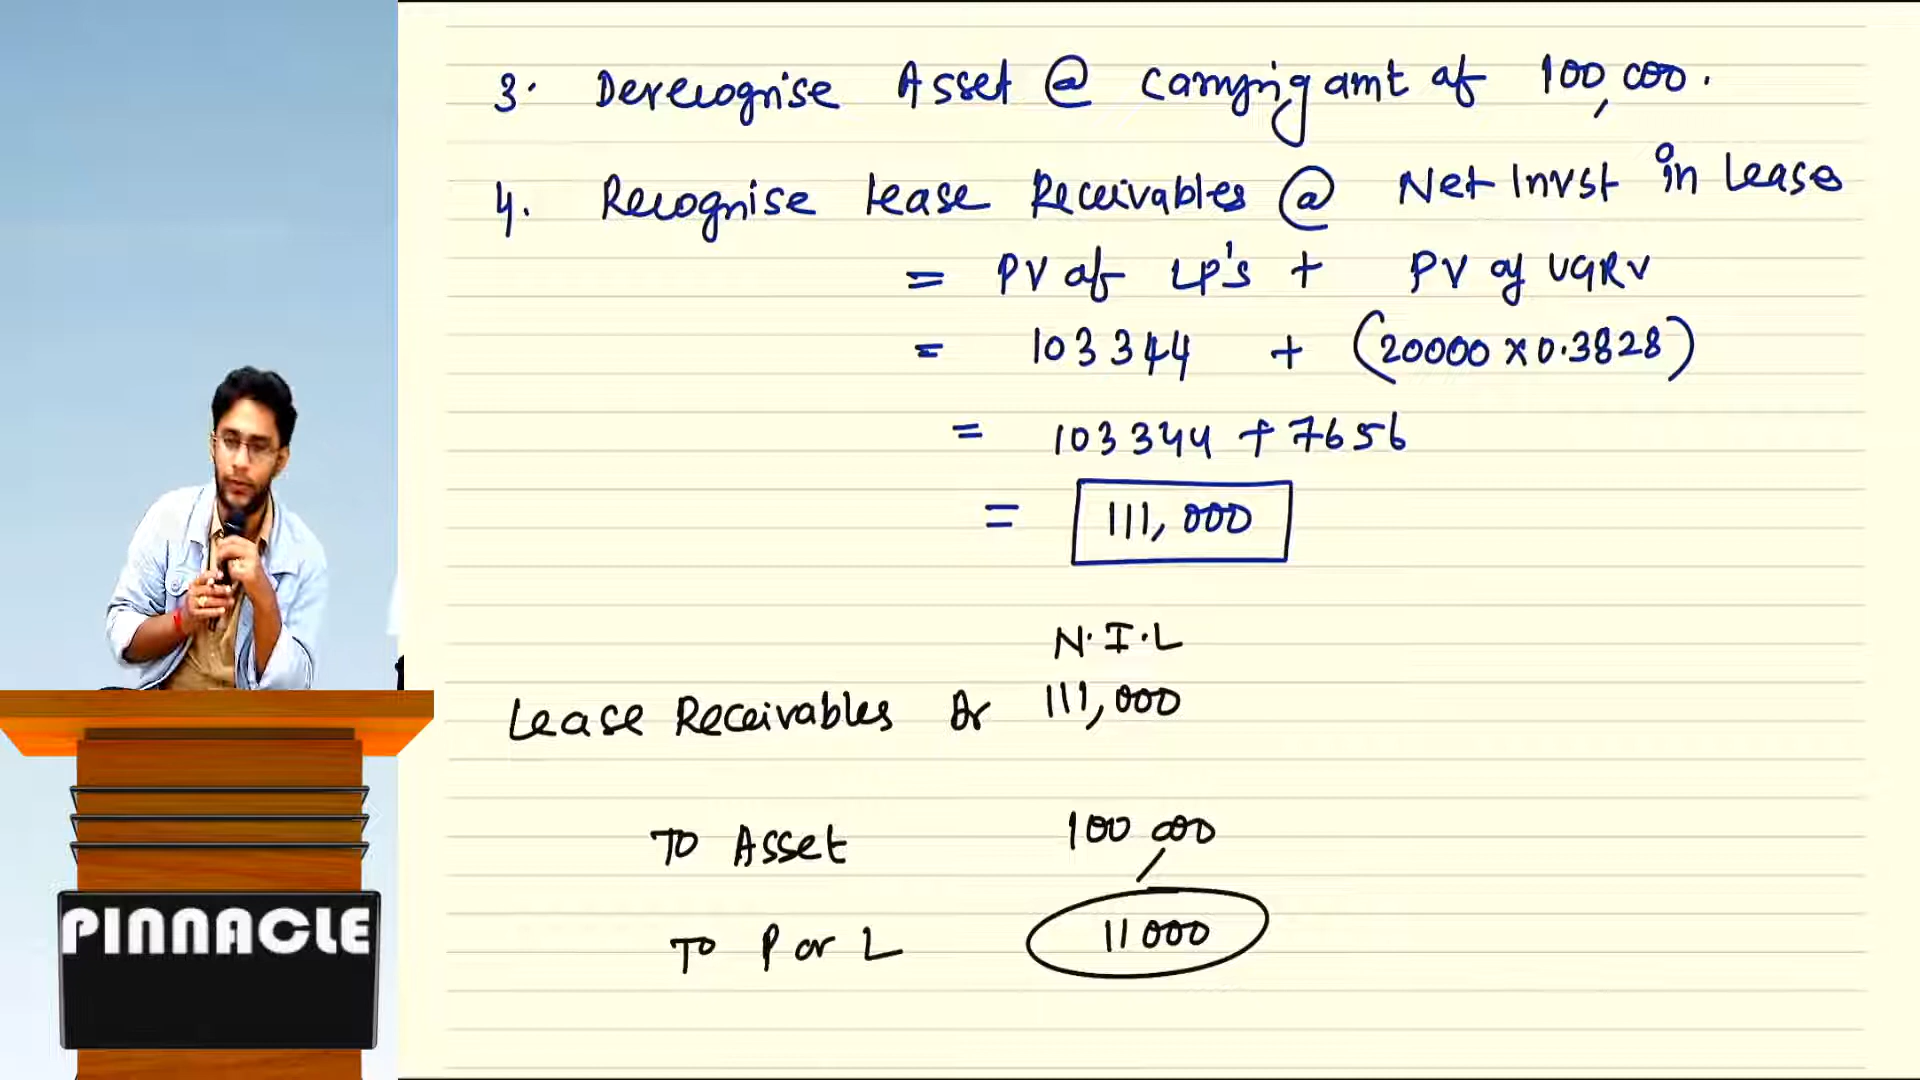 3. Derecognise Asset @ carrying amt of 100,000.
4. Recognise Lease Receivables @ Net Invst in Lease
= PV of LP's + PV of UGRV
= 103344 + (20000 x 0.3828)
= 103344 + 7656
= 111,000
N.I.L
Lease Receivables Dr 111,000
To Asset 100,000
To P or L 11000
PINNACLE